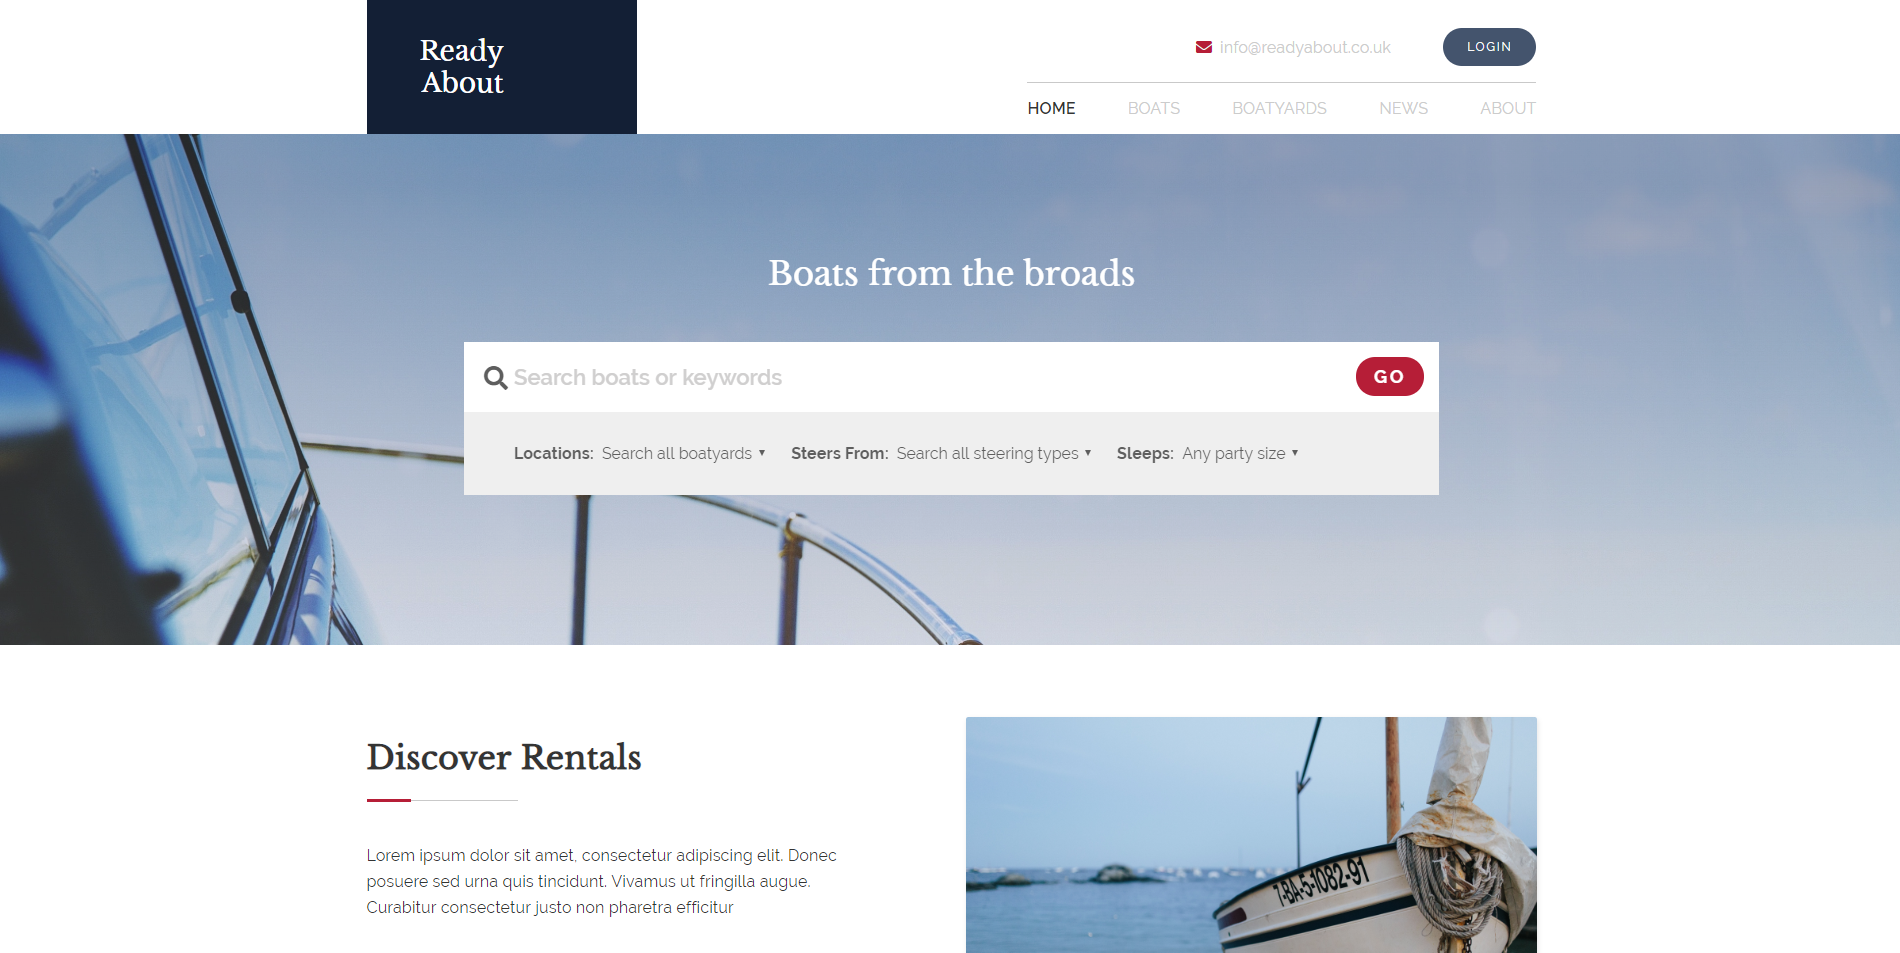 Ready
About
info@readyabout.co.uk
LOGIN
HOME BOATS BOATYARDS NEWS ABOUT
Boats from the broads
Search boats or keywords
GO
Locations: Search all boatyards ▾ Steers From: Search all steering types ▾ Sleeps: Any party size ▾
Discover Rentals
Lorem ipsum dolor sit amet, consectetur adipiscing elit. Donec
posuere sed urna quis tincidunt. Vivamus ut fringilla augue.
Curabitur consectetur justo non pharetra efficitur
7-BA-5-1082-91